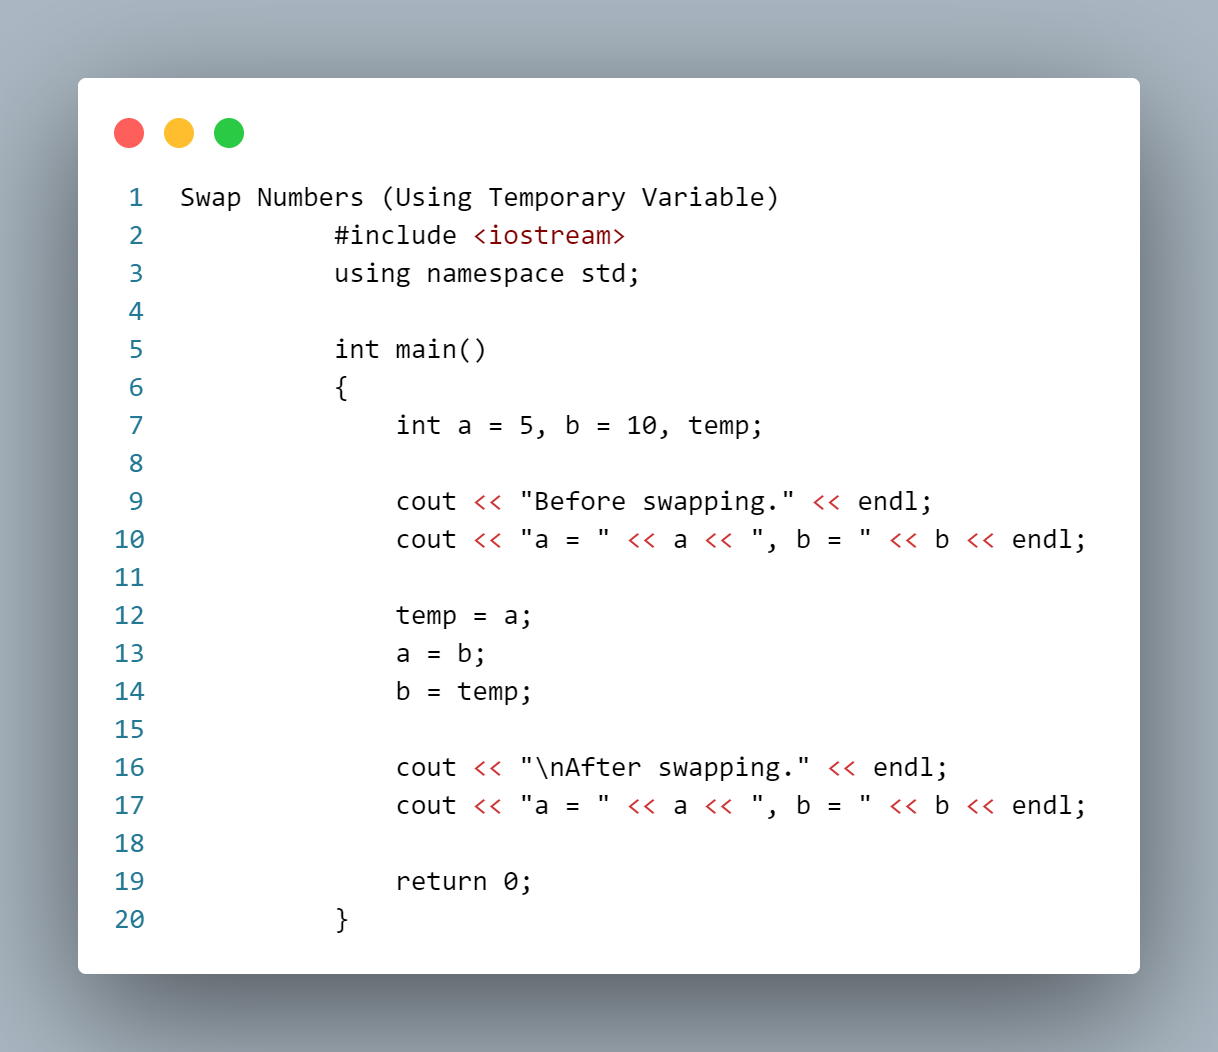 1 Swap Numbers (Using Temporary Variable)
2 #include <iostream>
3 using namespace std;
4
5 int main()
6 {
7 int a = 5, b = 10, temp;
8
9 cout << "Before swapping." << endl;
10 cout << "a = " << a << ", b = " << b << endl;
11
12 temp = a;
13 a = b;
14 b = temp;
15
16 cout << "\nAfter swapping." << endl;
17 cout << "a = " << a << ", b = " << b << endl;
18
19 return 0;
20 }